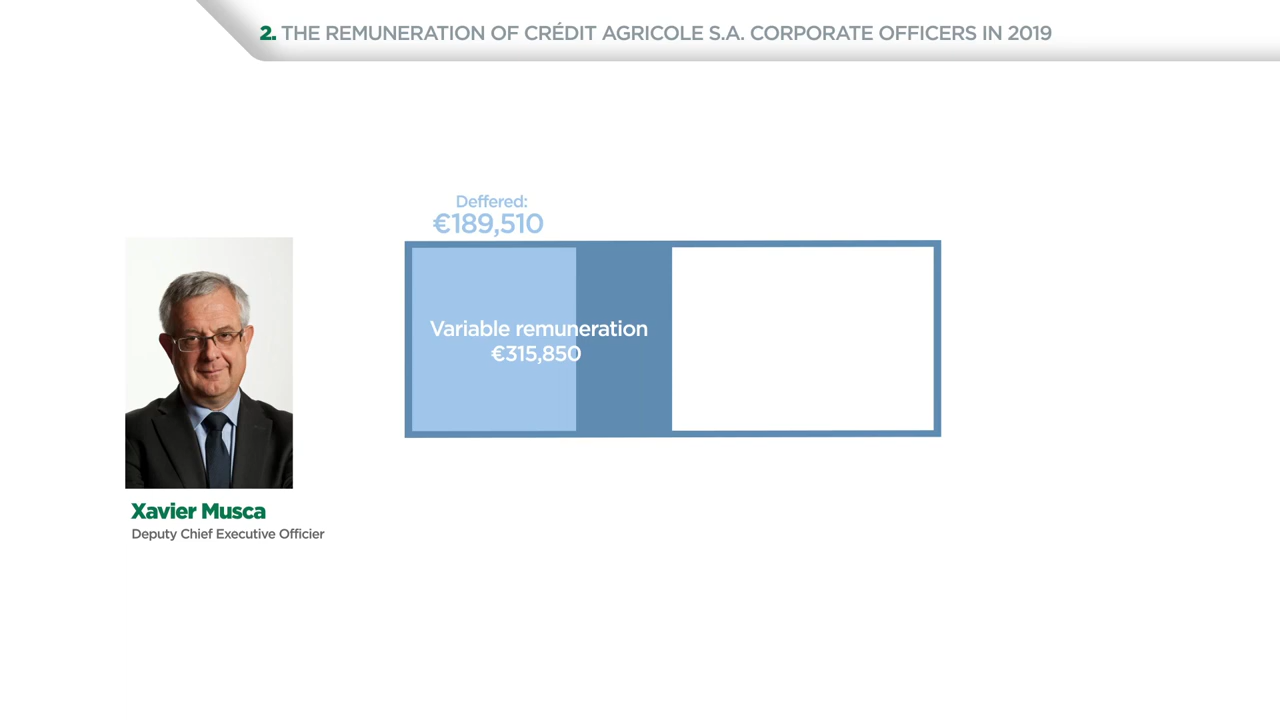 2. THE REMUNERATION OF CRÉDIT AGRICOLE S.A. CORPORATE OFFICERS IN 2019
Deffered:
€189,510
Variable remuneration
€315,850
Xavier Musca
Deputy Chief Executive Officier